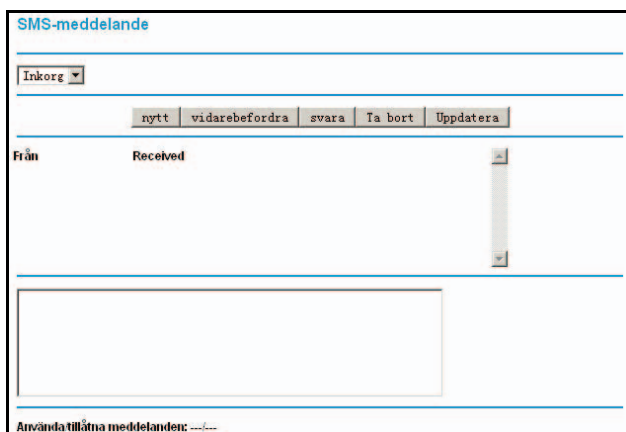 SMS-meddelande
Inkorg
nytt vidarebefordra svara Ta bort Uppdatera
Från Received
Använda/tillåtna meddelanden: ---/---